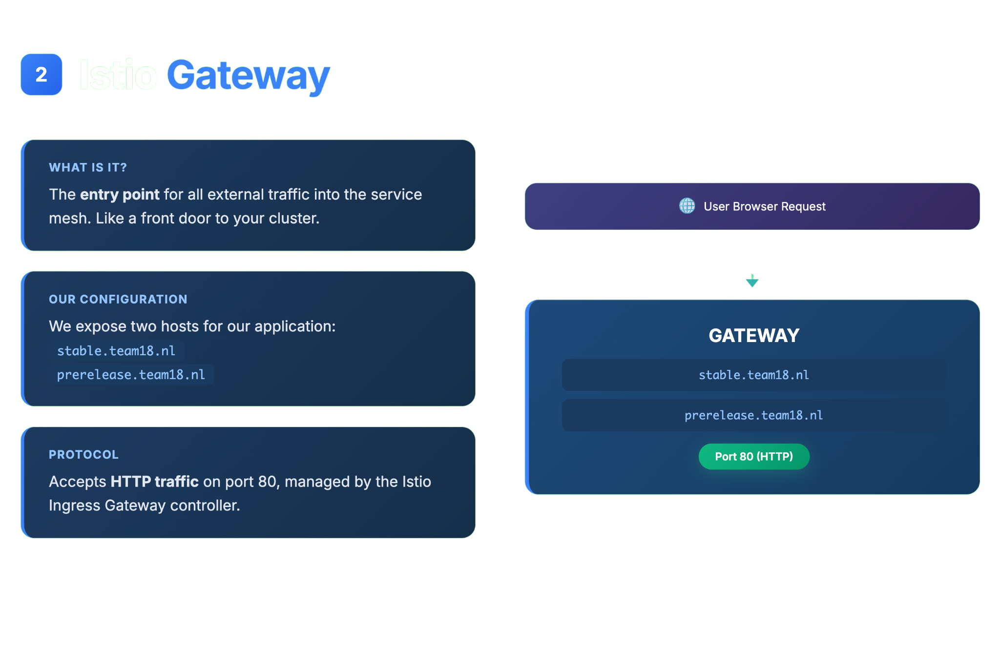 2
Istio Gateway
WHAT IS IT?
The entry point for all external traffic into the service
mesh. Like a front door to your cluster.
OUR CONFIGURATION
We expose two hosts for our application:
stable.team18.nl
prerelease.team18.nl
PROTOCOL
Accepts HTTP traffic on port 80, managed by the Istio
Ingress Gateway controller.
User Browser Request
GATEWAY
stable.team18.nl
prerelease.team18.nl
Port 80 (HTTP)